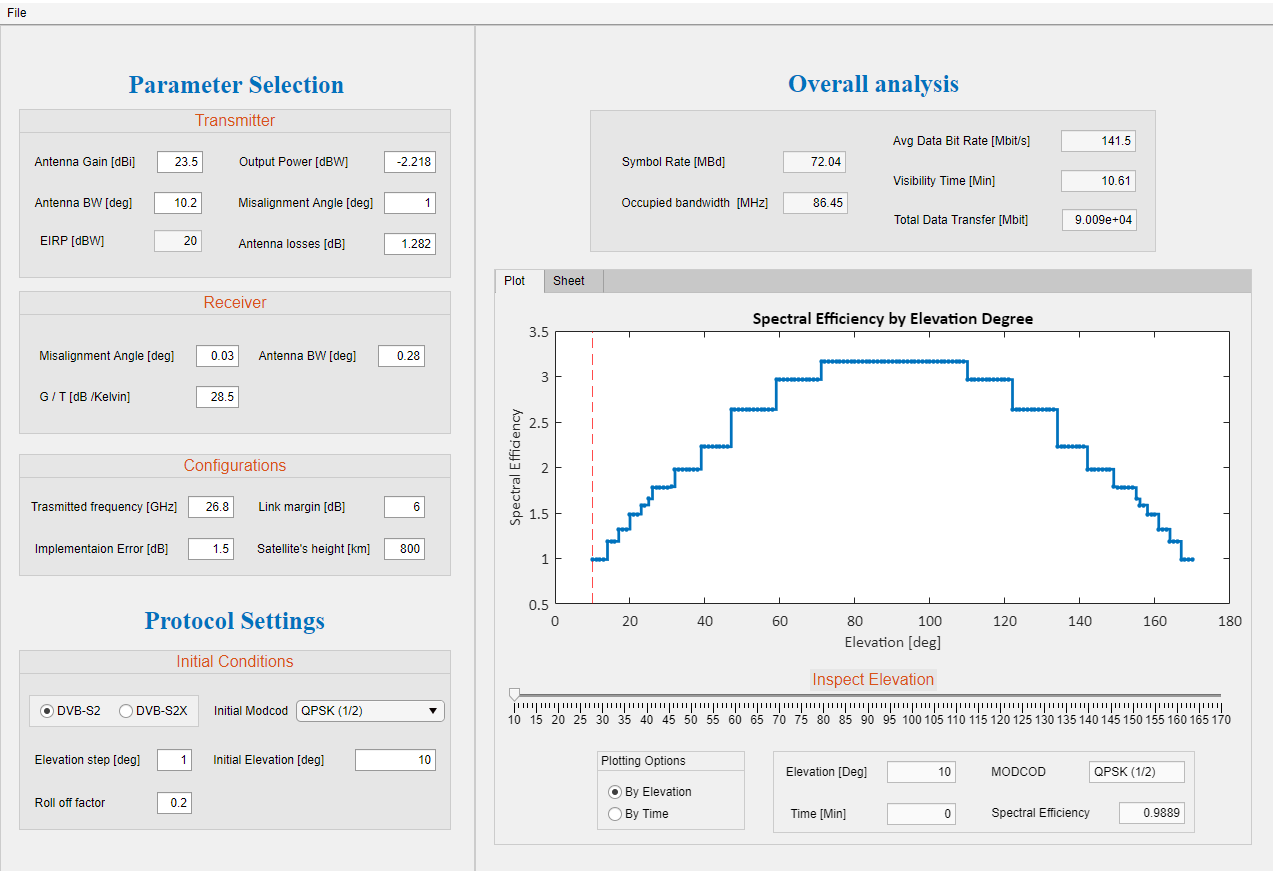 File
Parameter Selection
Transmitter
Antenna Gain [dBi] 23.5 Output Power [dBW] -2.218
Antenna BW [deg] 10.2 Misalignment Angle [deg] 1
EIRP [dBW] 20 Antenna losses [dB] 1.282
Receiver
Misalignment Angle [deg] 0.03 Antenna BW [deg] 0.28
G / T [dB /Kelvin] 28.5
Configurations
Trasmitted frequency [GHz] 26.8 Link margin [dB] 6
Implementaion Error [dB] 1.5 Satellite's height [km] 800
Protocol Settings
Initial Conditions
DVB-S2 DVB-S2X Initial Modcod QPSK (1/2)
Elevation step [deg] 1 Initial Elevation [deg] 10
Roll off factor 0.2
Overall analysis
Symbol Rate [MBd] 72.04
Occupied bandwidth [MHz] 86.45
Avg Data Bit Rate [Mbit/s] 141.5
Visibility Time [Min] 10.61
Total Data Transfer [Mbit] 9.009e+04
Plot Sheet
Spectral Efficiency by Elevation Degree
3.5
3
2.5
2
1.5
1
0.5
Spectral Efficiency
0 20 40 60 80 100 120 140 160 180
Elevation [deg]
Inspect Elevation
10 15 20 25 30 35 40 45 50 55 60 65 70 75 80 85 90 95 100 105 110 115 120 125 130 135 140 145 150 155 160 165 170
Plotting Options
By Elevation
By Time
Elevation [Deg] 10 MODCOD QPSK (1/2)
Time [Min] 0 Spectral Efficiency 0.9889